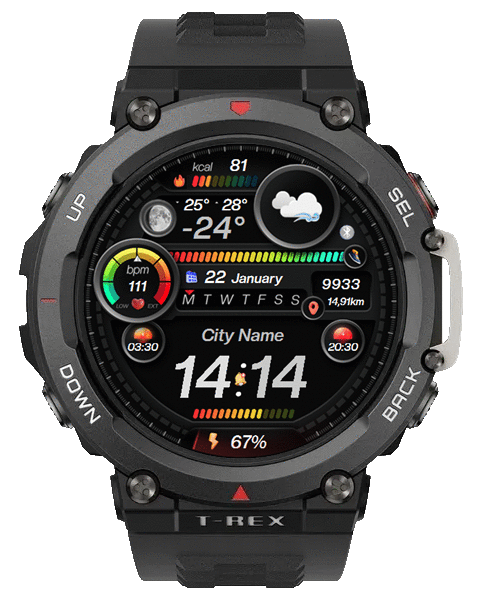 kcal 81
25° · 28°
-24°
UP
SEL
bpm
111
LOW EXT
22 January
M T W T F S S
9933
14,91km
03:30
City Name
20:30
14:14
67%
DOWN
BACK
T-REX